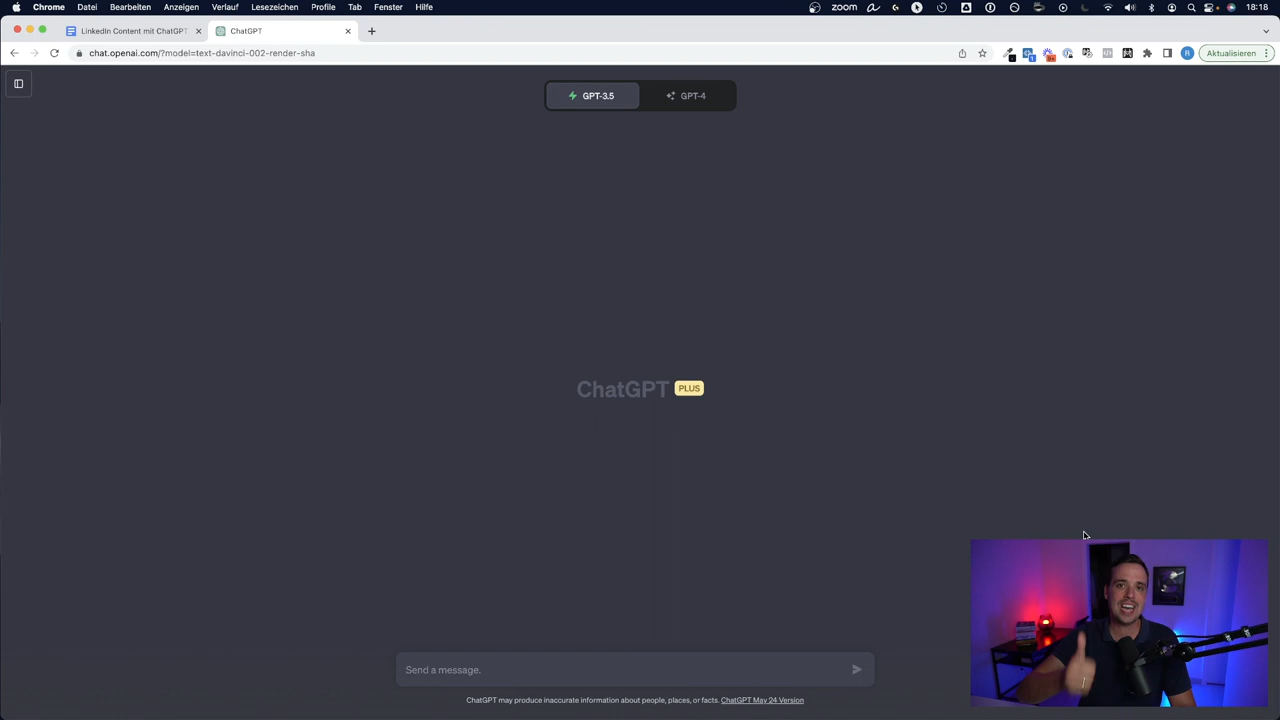 Chrome Datei Bearbeiten Anzeigen Verlauf Lesezeichen Profile Tab Fenster Hilfe zoom 18:18
LinkedIn Content mit ChatGPT ChatGPT
chat.openai.com/?model=text-davinci-002-render-sha R Aktualisieren
GPT-3.5 GPT-4
ChatGPT PLUS
Send a message.
ChatGPT may produce inaccurate information about people, places, or facts. ChatGPT May 24 Version